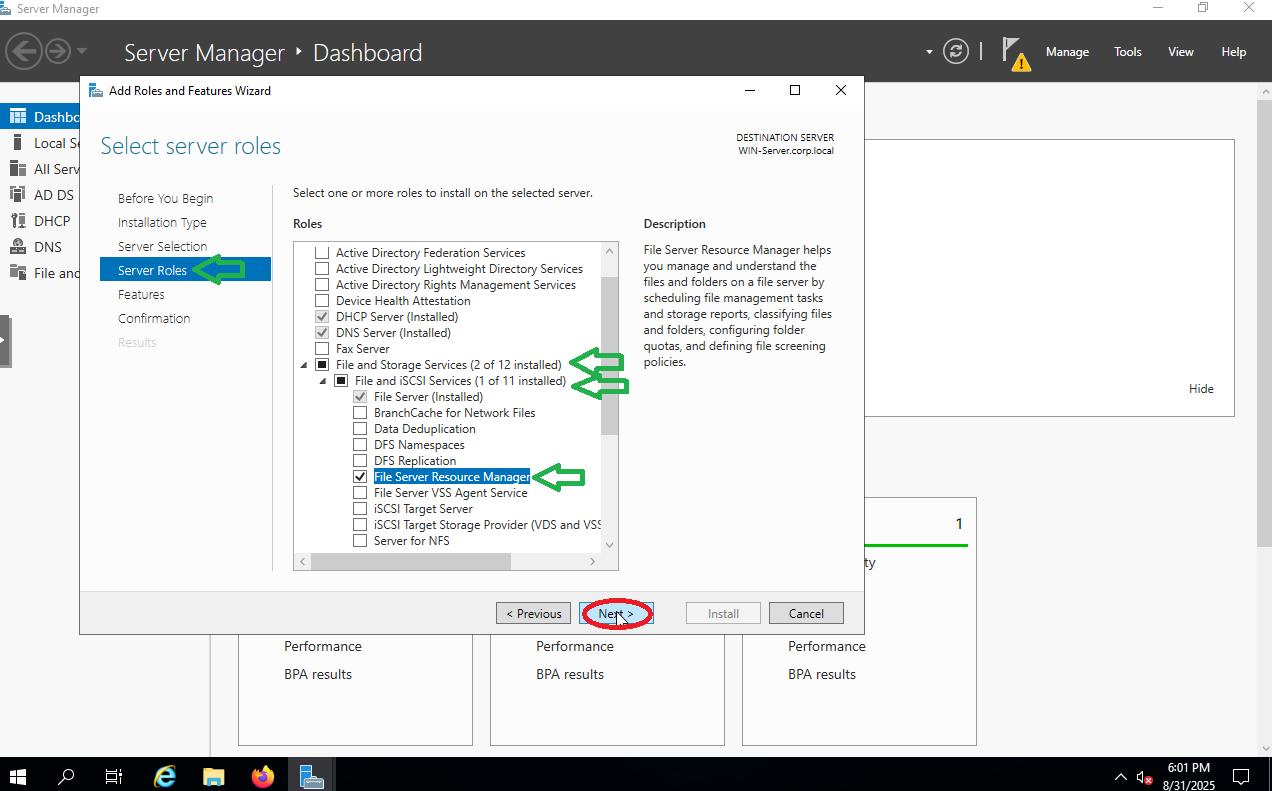 Server Manager
Server Manager ‣ Dashboard
Manage
Tools
View
Help
Add Roles and Features Wizard
Dashbo
Local Se
All Serv
AD DS
DHCP
DNS
File and
Select server roles
DESTINATION SERVER
WIN-Server.corp.local
Before You Begin
Installation Type
Server Selection
Server Roles
Features
Confirmation
Results
Select one or more roles to install on the selected server.
Roles
Active Directory Federation Services
Active Directory Lightweight Directory Services
Active Directory Rights Management Services
Device Health Attestation
DHCP Server (Installed)
DNS Server (Installed)
Fax Server
File and Storage Services (2 of 12 installed)
File and iSCSI Services (1 of 11 installed)
File Server (Installed)
BranchCache for Network Files
Data Deduplication
DFS Namespaces
DFS Replication
File Server Resource Manager
File Server VSS Agent Service
iSCSI Target Server
iSCSI Target Storage Provider (VDS and VSS
Server for NFS
Description
File Server Resource Manager helps
you manage and understand the
files and folders on a file server by
scheduling file management tasks
and storage reports, classifying files
and folders, configuring folder
quotas, and defining file screening
policies.
Hide
1
ty
< Previous
Next >
Install
Cancel
Performance
BPA results
Performance
BPA results
Performance
BPA results
6:01 PM
8/31/2025